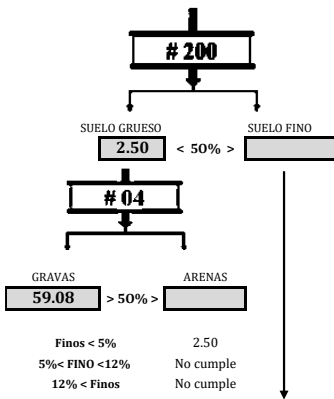 # 200
SUELO GRUESO SUELO FINO
2.50 < 50% >
# 04
GRAVAS ARENAS
59.08 > 50% >
Finos < 5% 2.50
5%< FINO <12% No cumple
12% < Finos No cumple